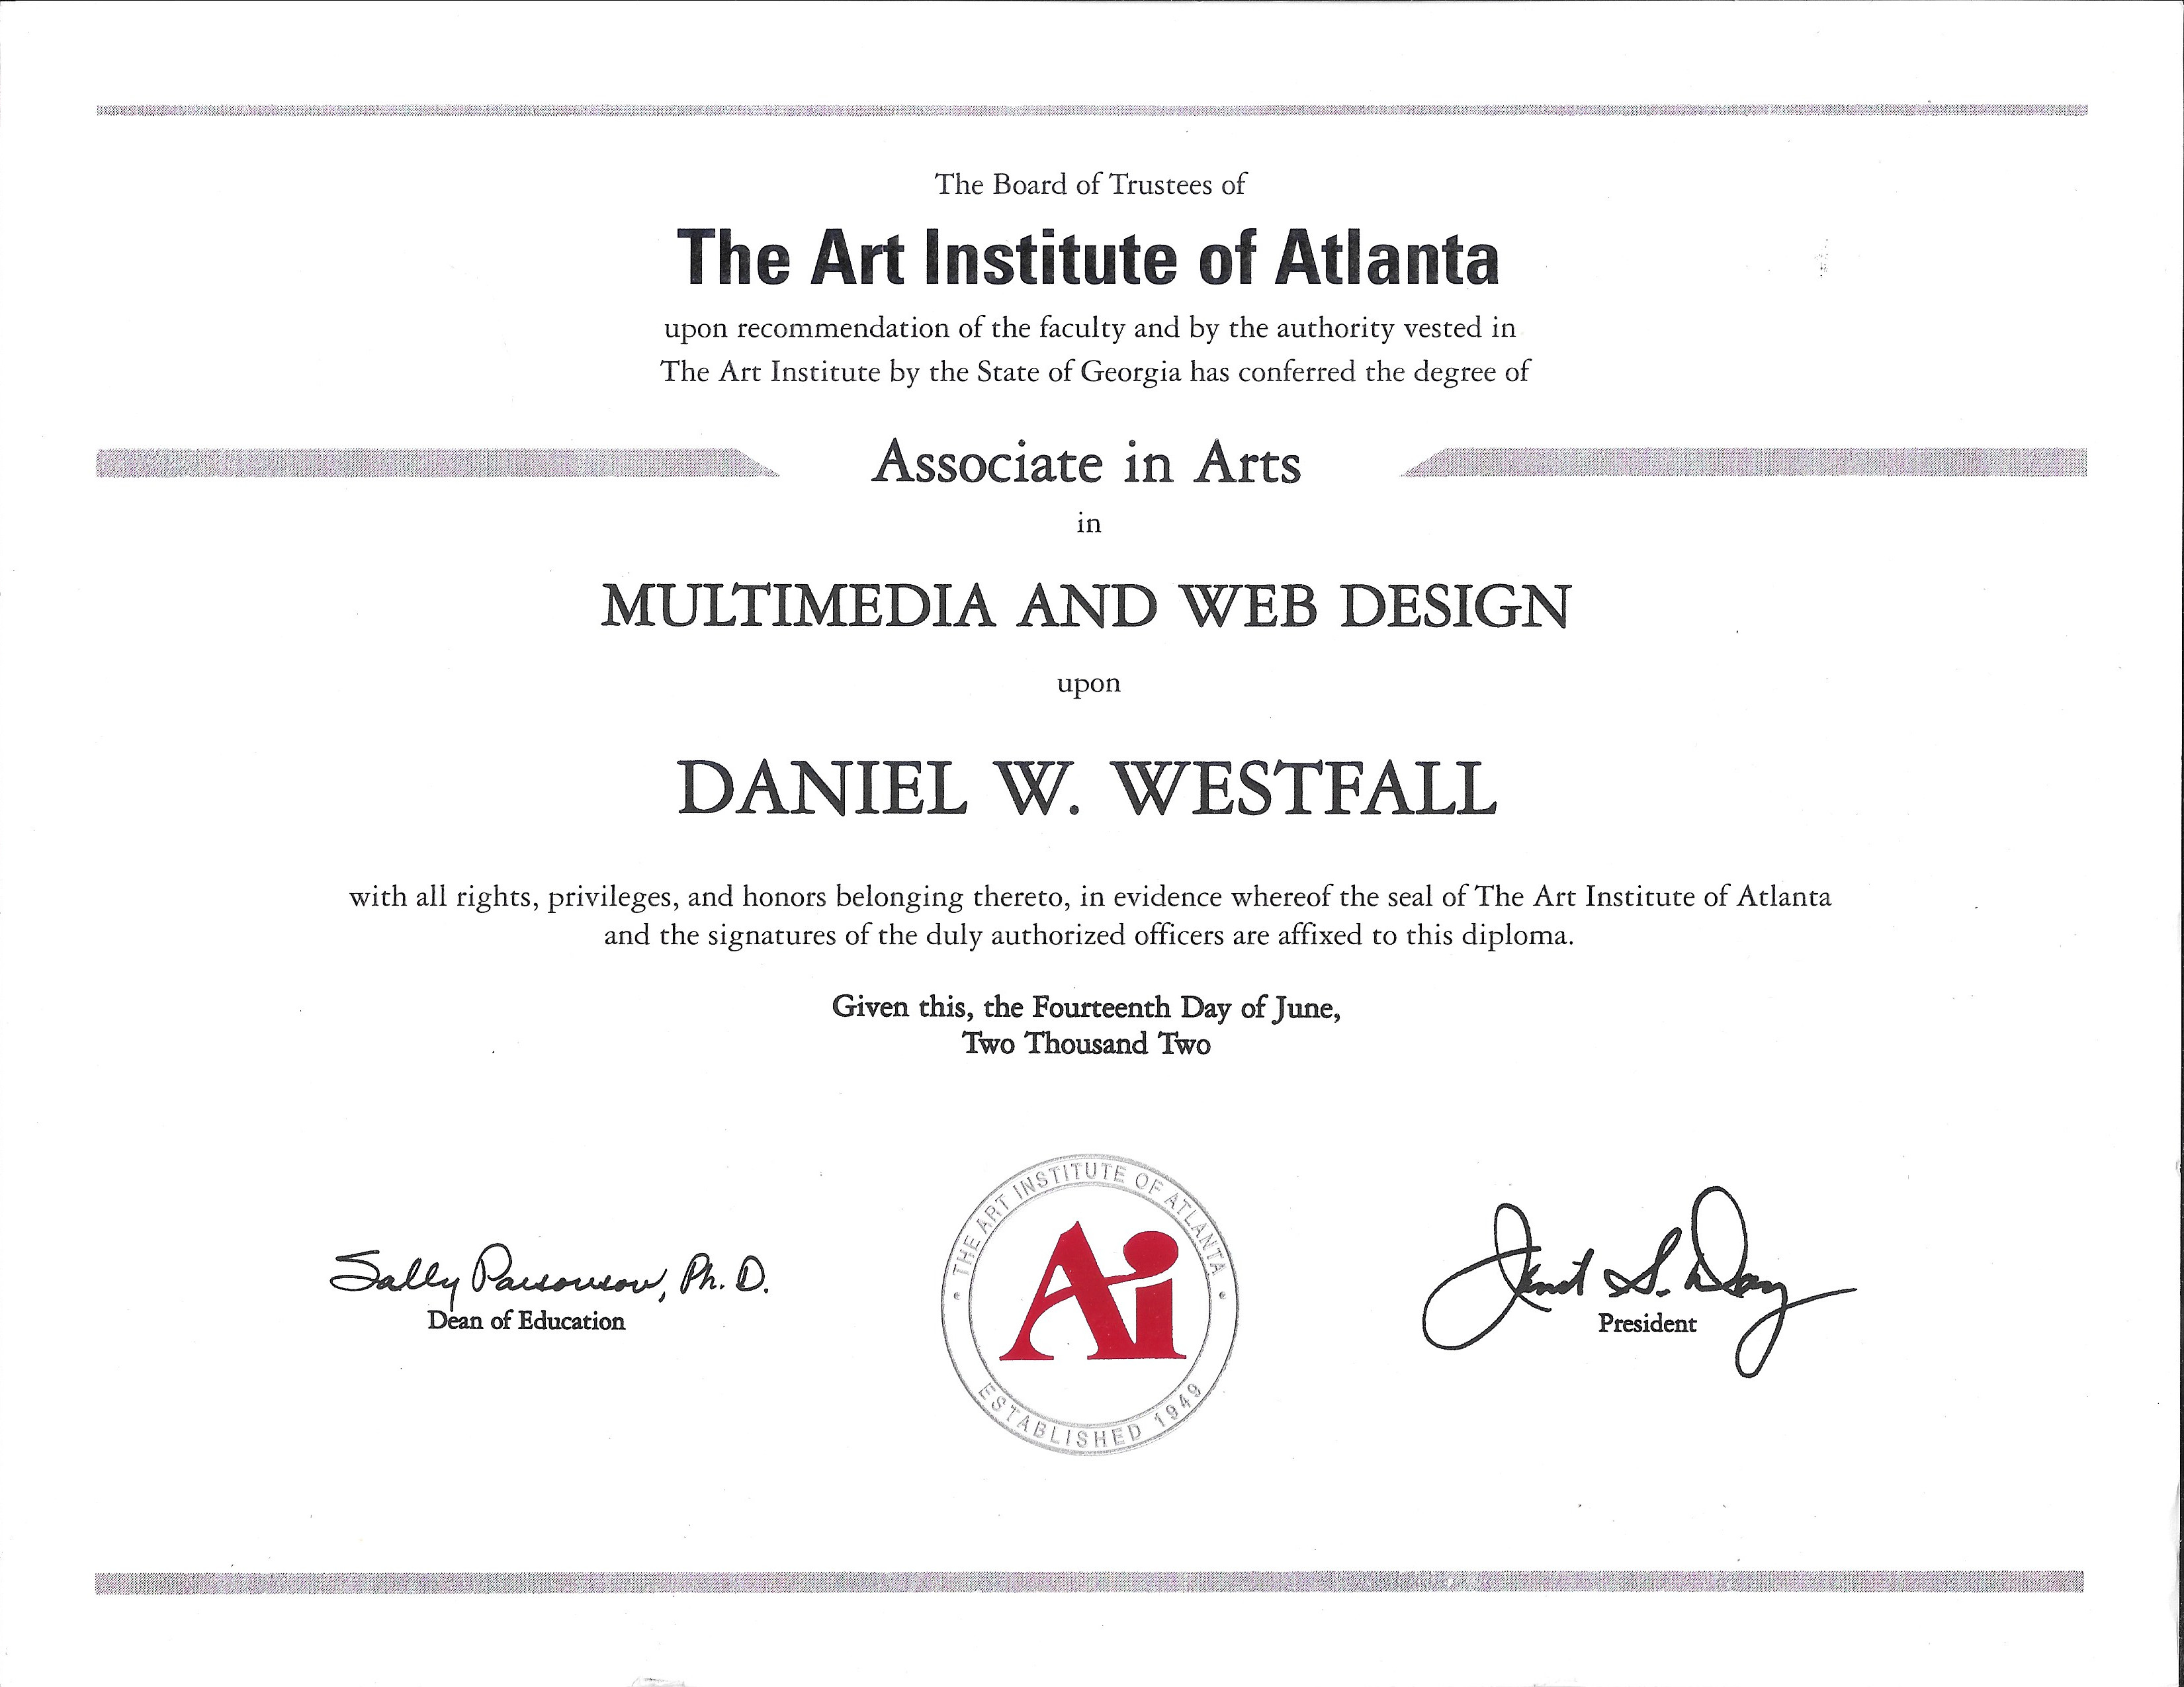 The Board of Trustees of
The Art Institute of Atlanta
upon recommendation of the faculty and by the authority vested in
The Art Institute by the State of Georgia has conferred the degree of
Associate in Arts
in
MULTIMEDIA AND WEB DESIGN
upon
DANIEL W. WESTFALL
with all rights, privileges, and honors belonging thereto, in evidence whereof the seal of The Art Institute of Atlanta
and the signatures of the duly authorized officers are affixed to this diploma.
Given this, the Fourteenth Day of June,
Two Thousand Two
Sally Ph. D.
Dean of Education
THE ART INSTITUTE OF ATLANTA
Ai
ESTABLISHED 1949
S. Day
President